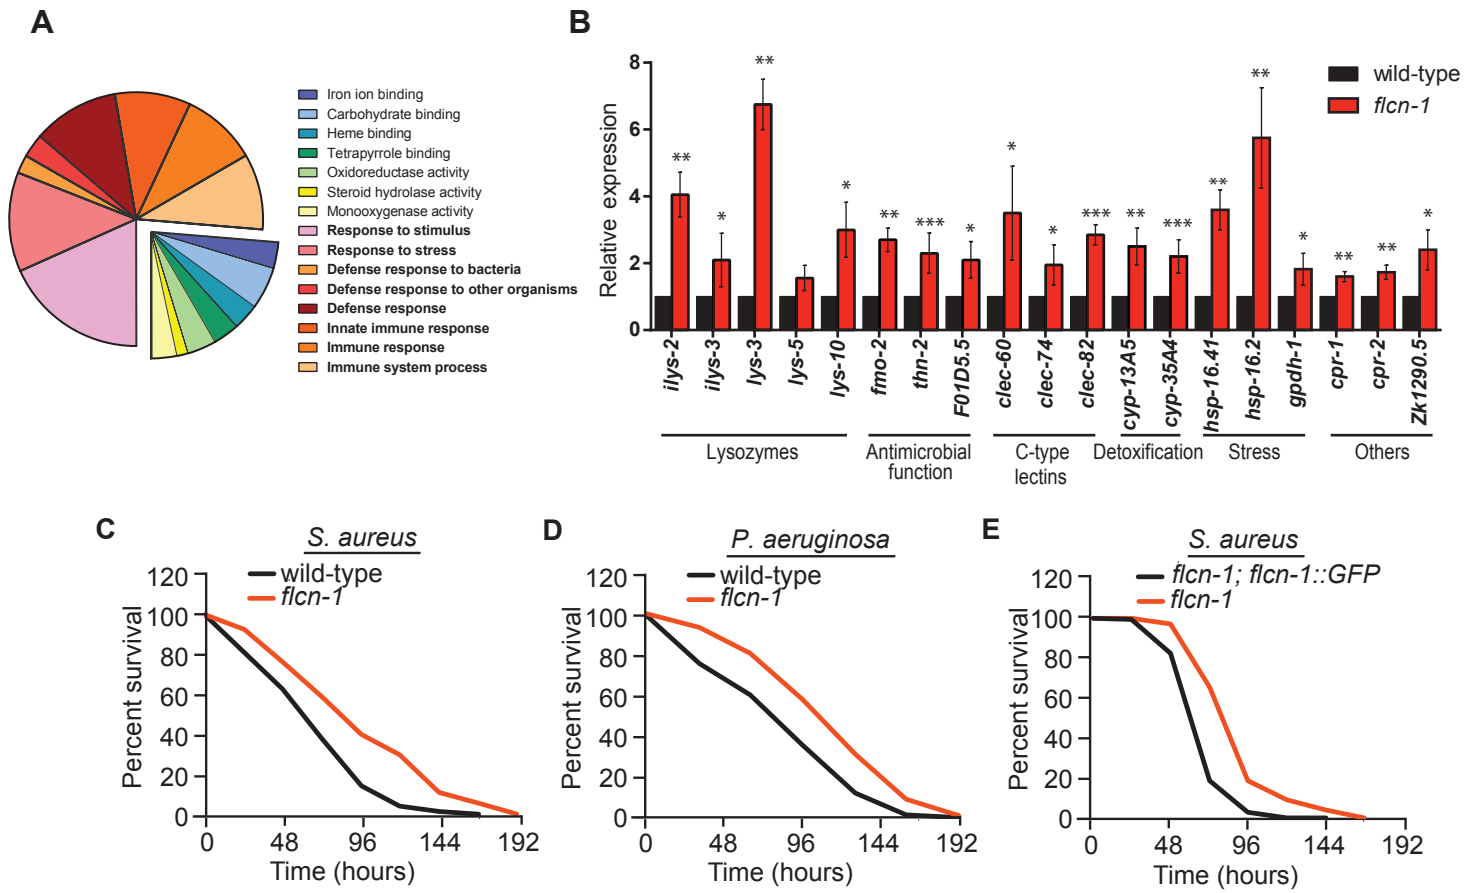 A
Iron ion binding
Carbohydrate binding
Heme binding
Tetrapyrrole binding
Oxidoreductase activity
Steroid hydrolase activity
Monooxygenase activity
Response to stimulus
Response to stress
Defense response to bacteria
Defense response to other organisms
Defense response
Innate immune response
Immune response
Immune system process
B
wild-type
flcn-1
Relative expression
8
6
4
2
0
**
*
**
*
**
***
*
*
*
***
**
***
**
**
*
**
**
*
ilys-2
ilys-3
lys-3
lys-5
lys-10
fmo-2
thn-2
F01D5.5
clec-60
clec-74
clec-82
cyp-13A5
cyp-35A4
hsp-16.41
hsp-16.2
gpdh-1
cpr-1
cpr-2
Zk1290.5
Lysozymes
Antimicrobial
function
C-type
lectins
Detoxification
Stress
Others
C
S. aureus
wild-type
flcn-1
Percent survival
120
100
80
60
40
20
0
0 48 96 144 192
Time (hours)
D
P. aeruginosa
wild-type
flcn-1
Percent survival
120
100
80
60
40
20
0
0 48 96 144 192
Time (hours)
E
S. aureus
flcn-1; flcn-1::GFP
flcn-1
Percent survival
120
100
80
60
40
20
0
0 48 96 144 192
Time (hours)